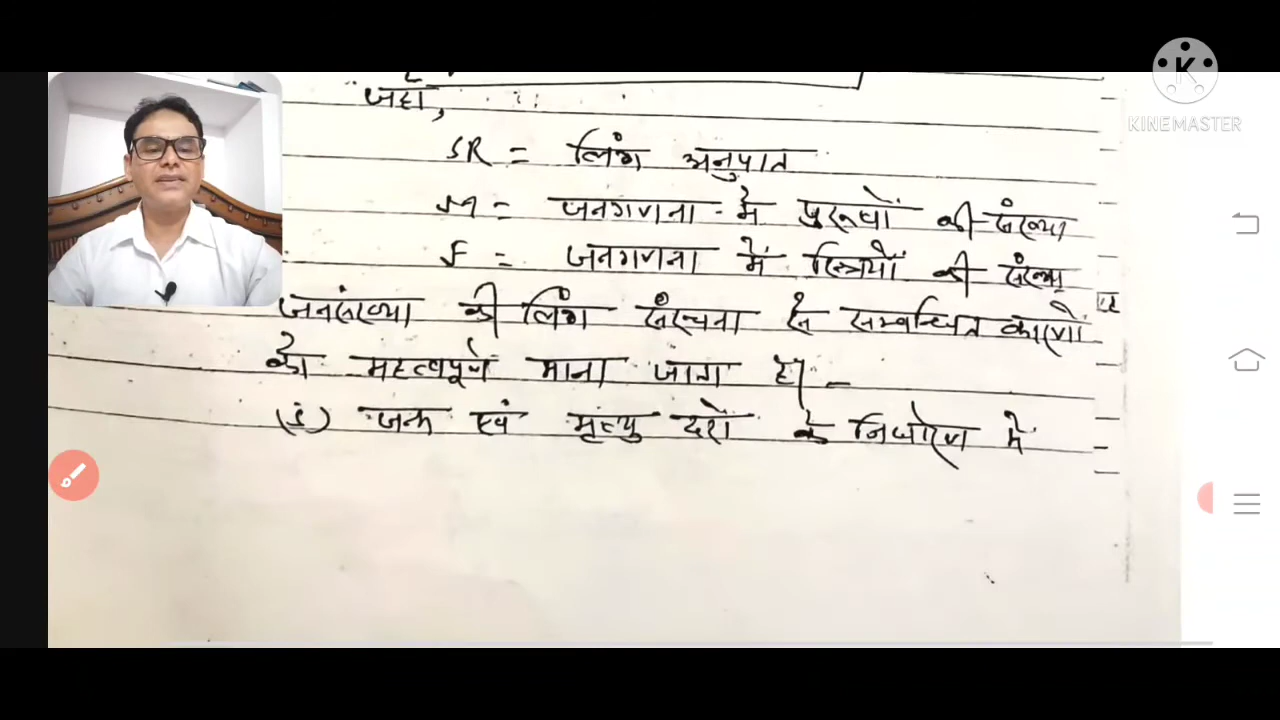 जहाँ,
SR = लिंग अनुपात
M = जनगणना में पुरूषों की संख्या
F = जनगणना में स्त्रियों की संख्या
जनसंख्या की लिंग संरचना से सम्बन्धित कारणों
को महत्वपूर्ण माना जाता है। -
जन्म एवं मृत्यु दरों के निर्धारण में
KINEMASTER